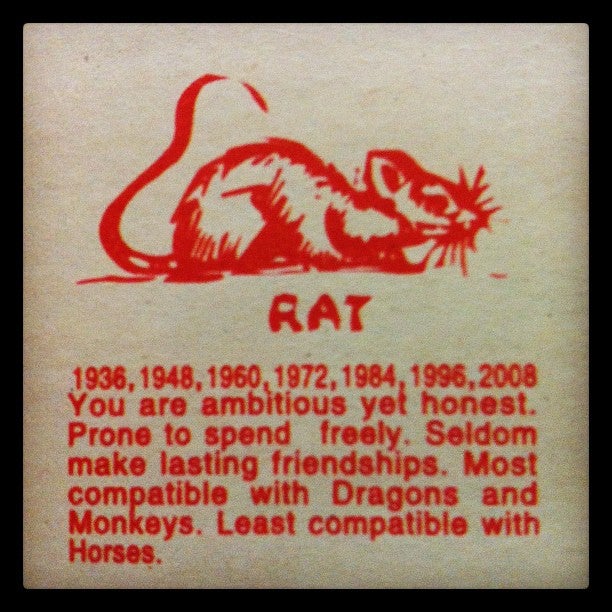 RAT
1936, 1948, 1960, 1972, 1984, 1996, 2008
You are ambitious yet honest.
Prone to spend freely. Seldom
make lasting friendships. Most
compatible with Dragons and
Monkeys. Least compatible with
Horses.